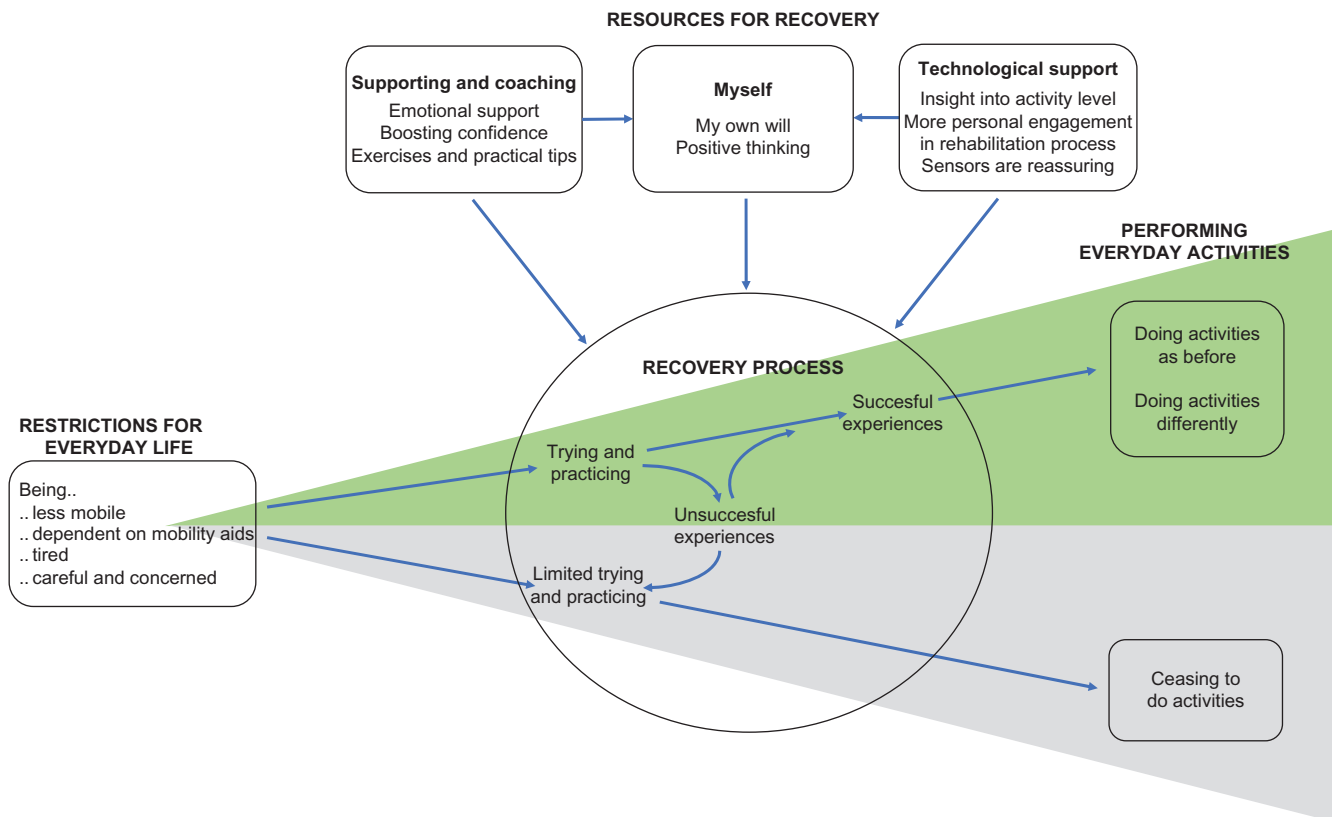 RESOURCES FOR RECOVERY
Supporting and coaching
Emotional support
Boosting confidence
Exercises and practical tips
Myself
My own will
Positive thinking
Technological support
Insight into activity level
More personal engagement
in rehabilitation process
Sensors are reassuring
PERFORMING
EVERYDAY ACTIVITIES
Doing activities
as before
Doing activities
differently
RECOVERY PROCESS
Succesful
experiences
Trying and
practicing
Unsuccesful
experiences
Limited trying
and practicing
RESTRICTIONS FOR
EVERYDAY LIFE
Being..
.. less mobile
.. dependent on mobility aids
.. tired
.. careful and concerned
Ceasing to
do activities